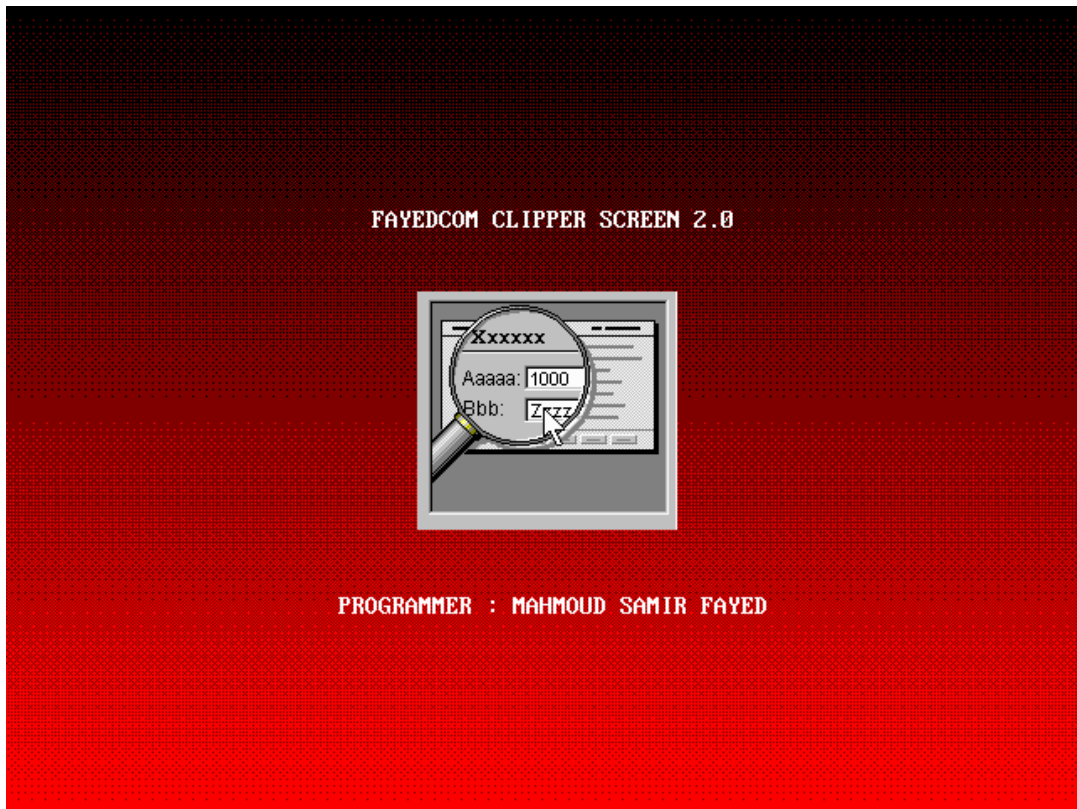 FAYEDCOM CLIPPER SCREEN 2.0
Xxxxxx
Aaaaa: 1000
Bbb: Zzzz
PROGRAMMER : MAHMOUD SAMIR FAYED